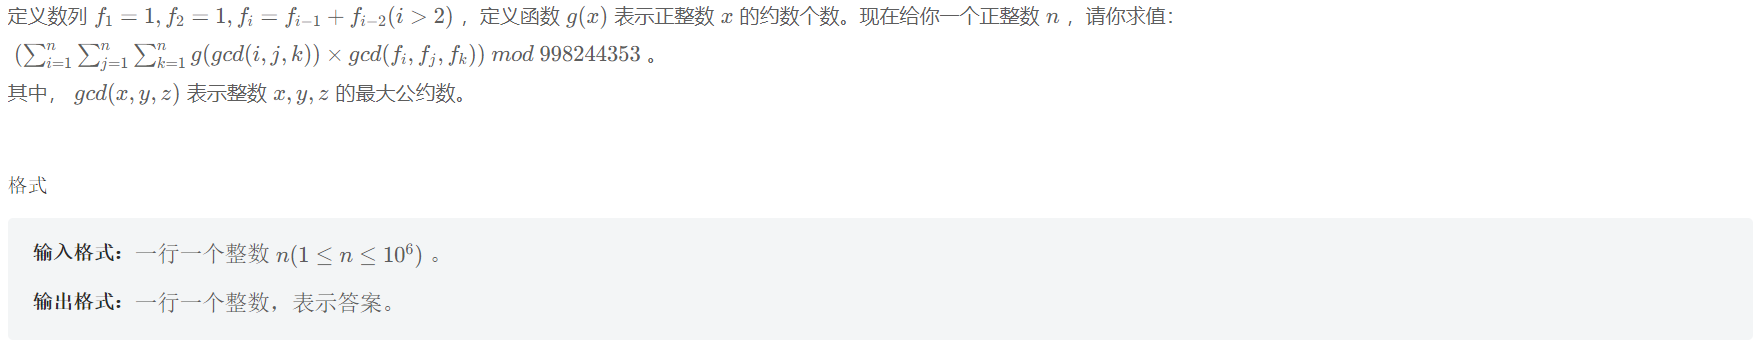 定义数列 $f_1 = 1, f_2 = 1, f_i = f_{i-1} + f_{i-2}(i > 2)$ ，定义函数 $g(x)$ 表示正整数 $x$ 的约数个数。现在给你一个正整数 $n$ ，请你求值：
$(\sum_{i=1}^{n} \sum_{j=1}^{n} \sum_{k=1}^{n} g(gcd(i,j,k)) \times gcd(f_i, f_j, f_k))\ mod\ 998244353$ 。
其中， $gcd(x,y,z)$ 表示整数 $x,y,z$ 的最大公约数。
格式
输入格式：一行一个整数 $n(1 \leq n \leq 10^6)$ 。
输出格式：一行一个整数，表示答案。